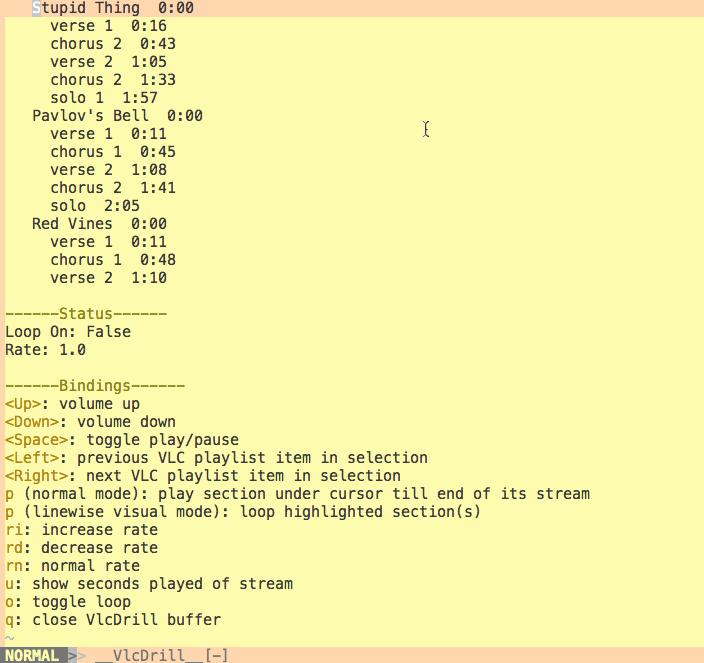 Stupid Thing  0:00
verse 1  0:16
chorus 2  0:43
verse 2  1:05
chorus 2  1:33
solo 1  1:57
Pavlov's Bell  0:00
verse 1  0:11
chorus 1  0:45
verse 2  1:08
chorus 2  1:41
solo  2:05
Red Vines  0:00
verse 1  0:11
chorus 1  0:48
verse 2  1:10
------Status------
Loop On: False
Rate: 1.0
------Bindings------
<Up>: volume up
<Down>: volume down
<Space>: toggle play/pause
<Left>: previous VLC playlist item in selection
<Right>: next VLC playlist item in selection
p (normal mode): play section under cursor till end of its stream
p (linewise visual mode): loop highlighted section(s)
ri: increase rate
rd: decrease rate
rn: normal rate
u: show seconds played of stream
o: toggle loop
q: close VlcDrill buffer
~
NORMAL >> __VlcDrill__[-]